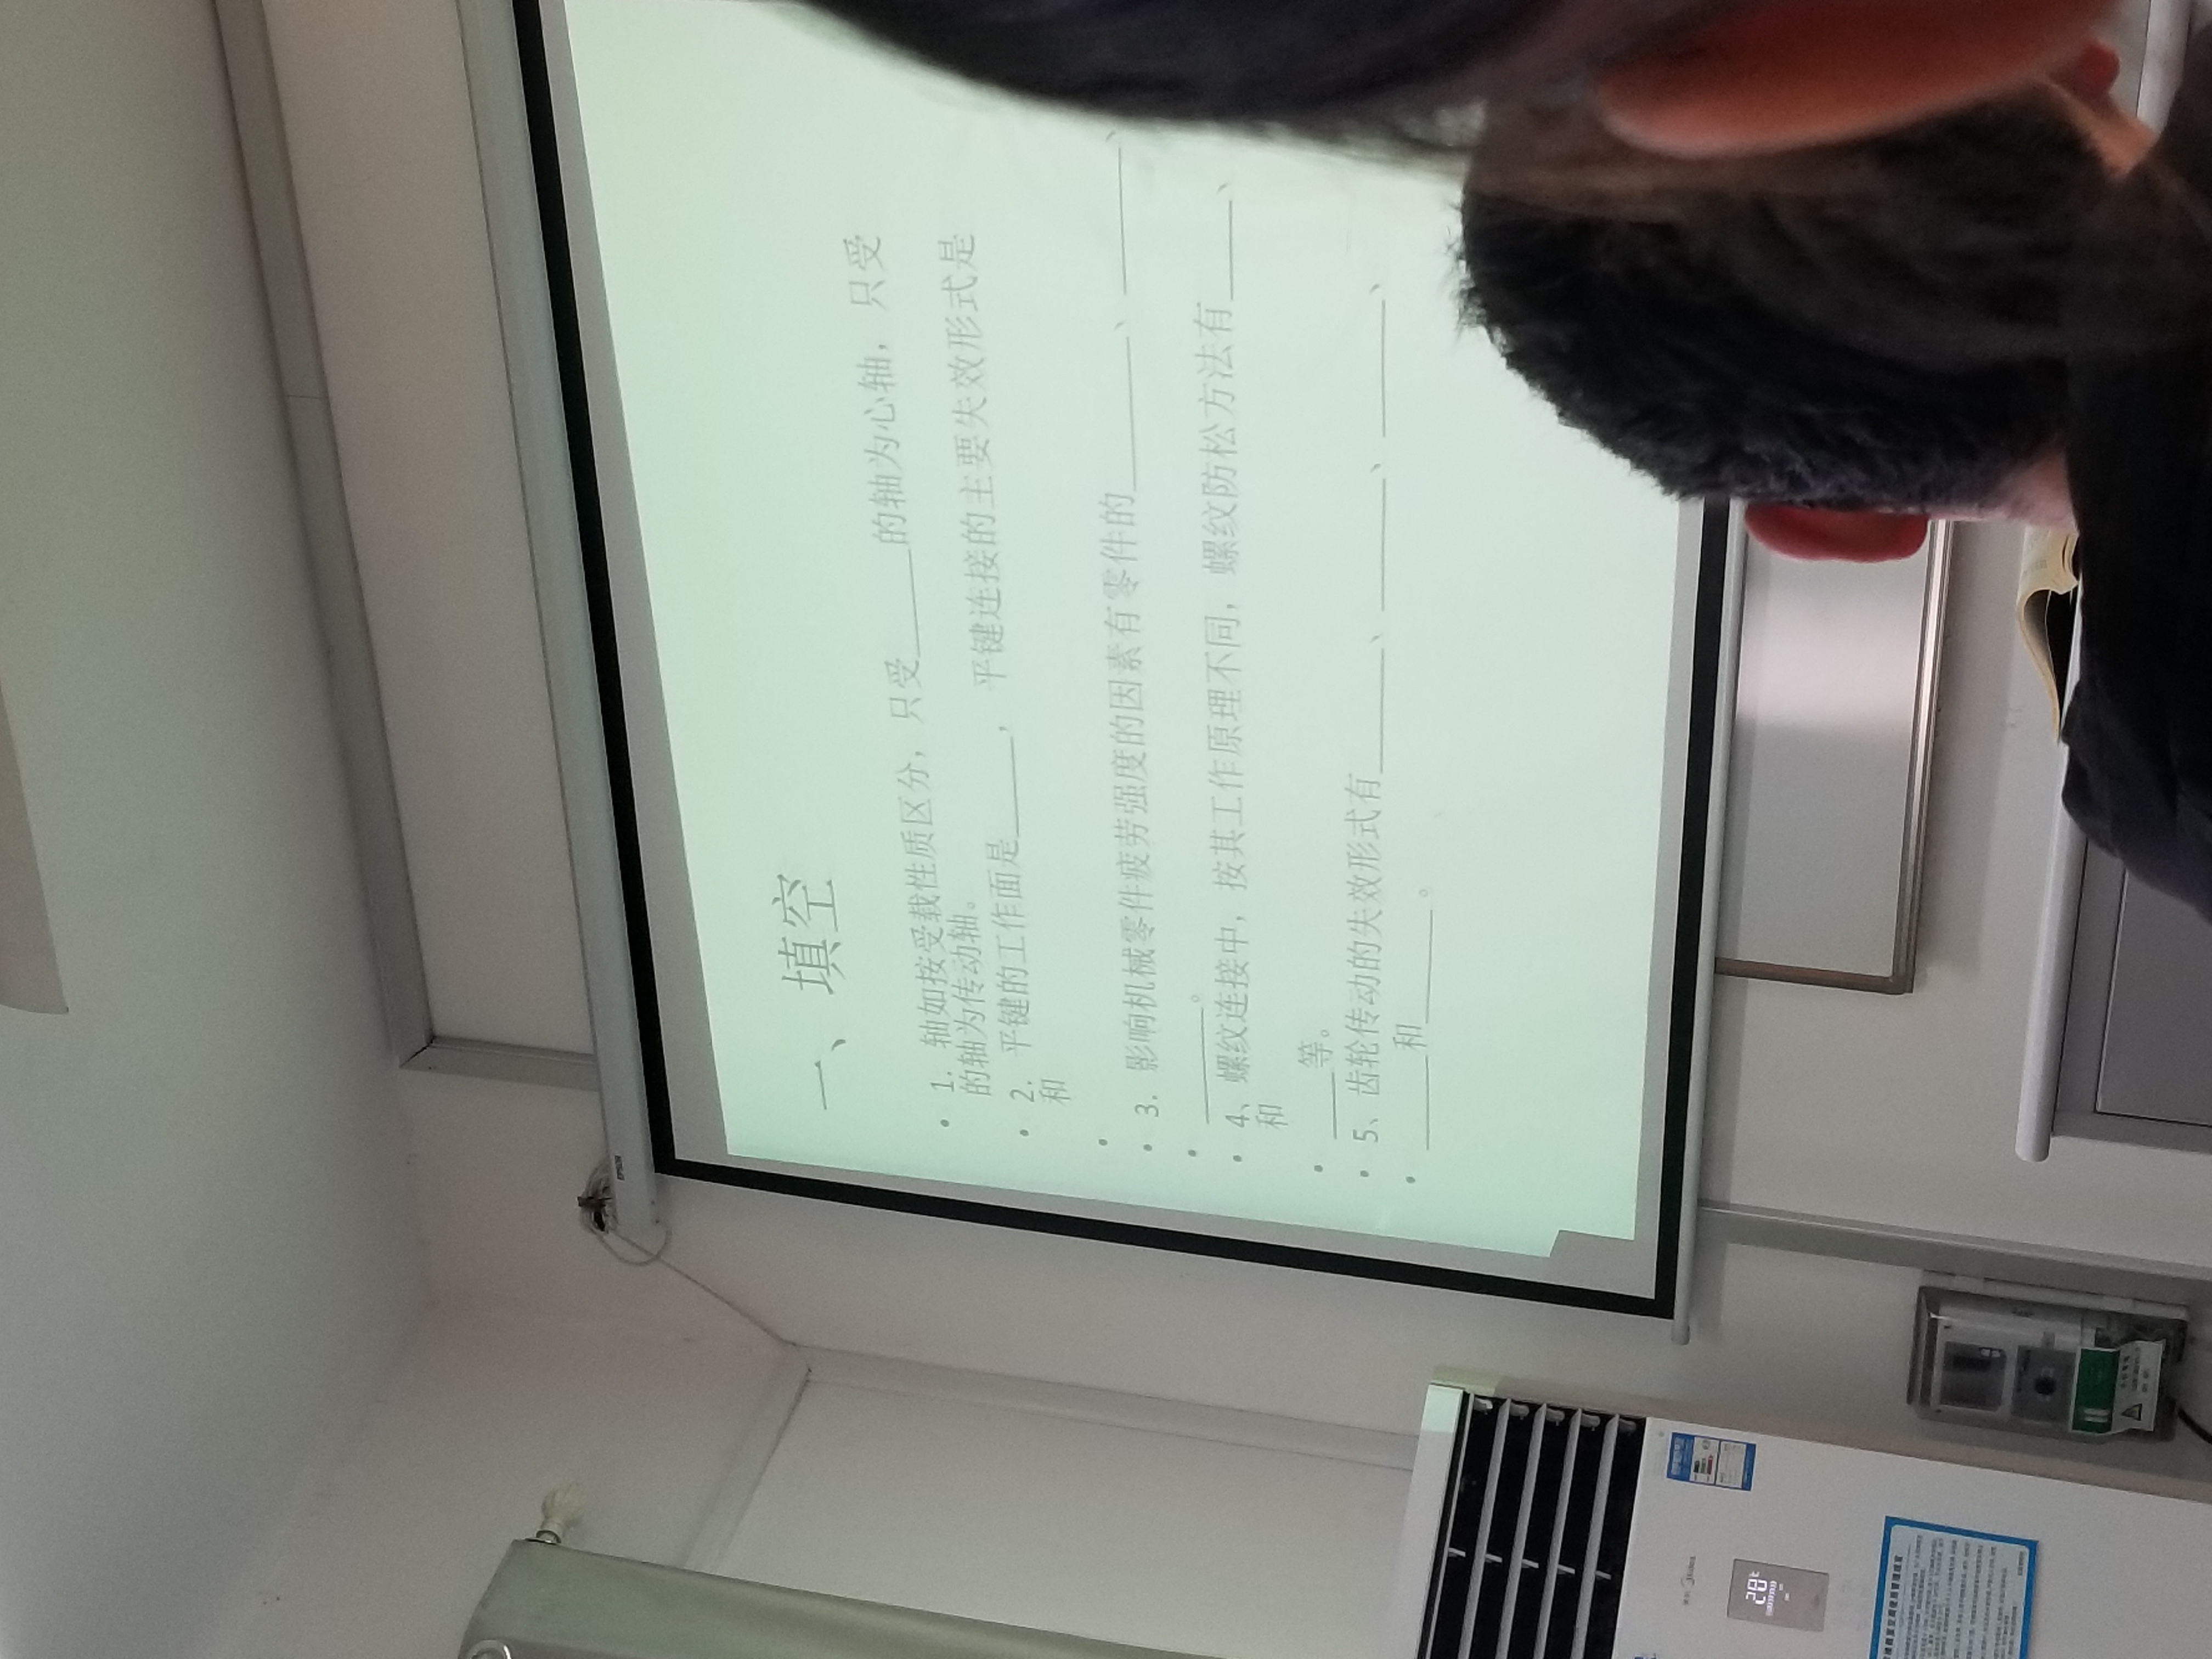 EPSON
一、填空
• 1. 轴如按受载性质区分，只受______的轴为心轴，只受
的轴为传动轴。
• 2. 平键的工作面是______， 平键连接的主要失效形式是
和
•
• 3. 影响机械零件疲劳强度的因素有零件的________、________、
• ________。
• 4、螺纹连接中，按其工作原理不同，螺纹防松方法有______、
和
• ____等。
• 5、齿轮传动的失效形式有________、________、________、
• ______和________。
Midea
28℃